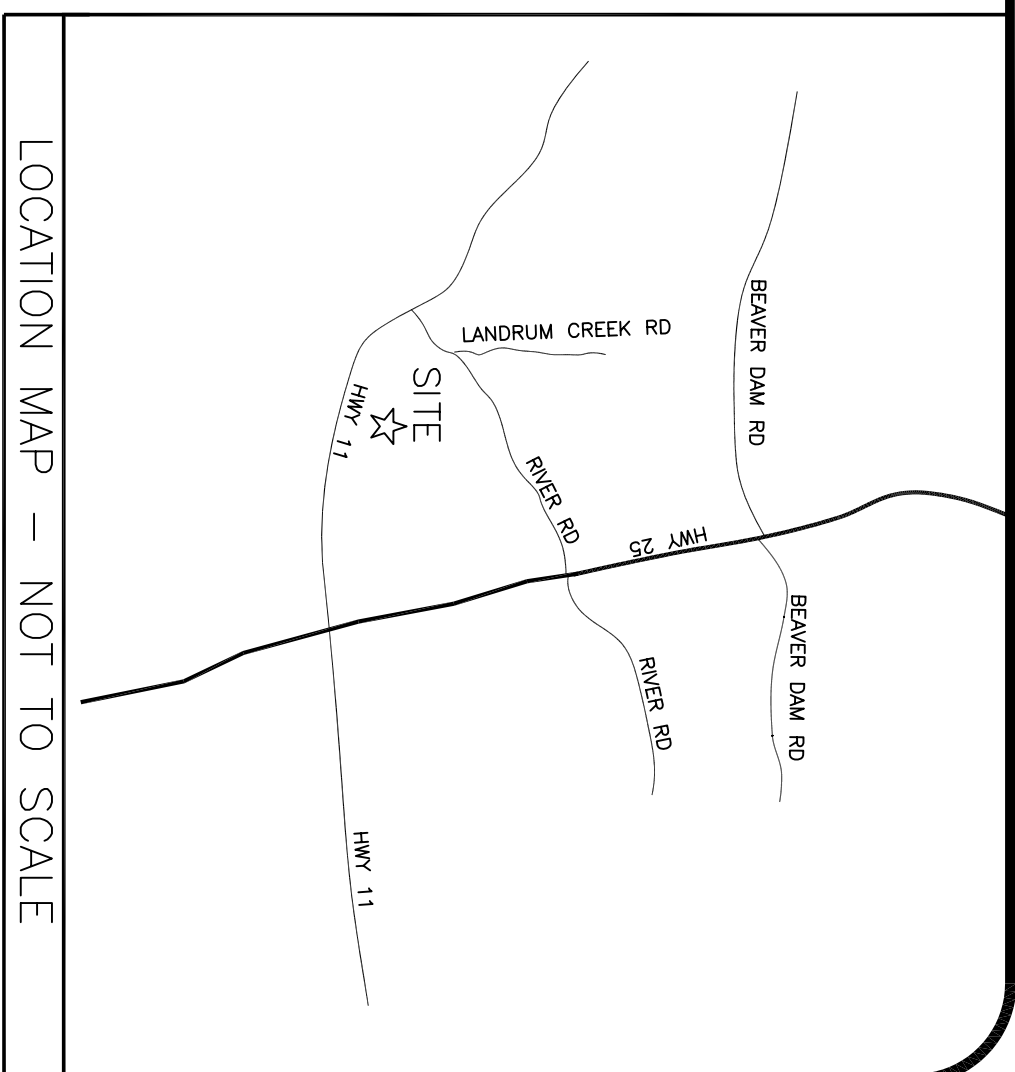 BEAVER DAM RD
BEAVER DAM RD
HWY 25
LANDRUM CREEK RD
RIVER RD
RIVER RD
SITE
HWY 11
HWY 11
LOCATION MAP – NOT TO SCALE